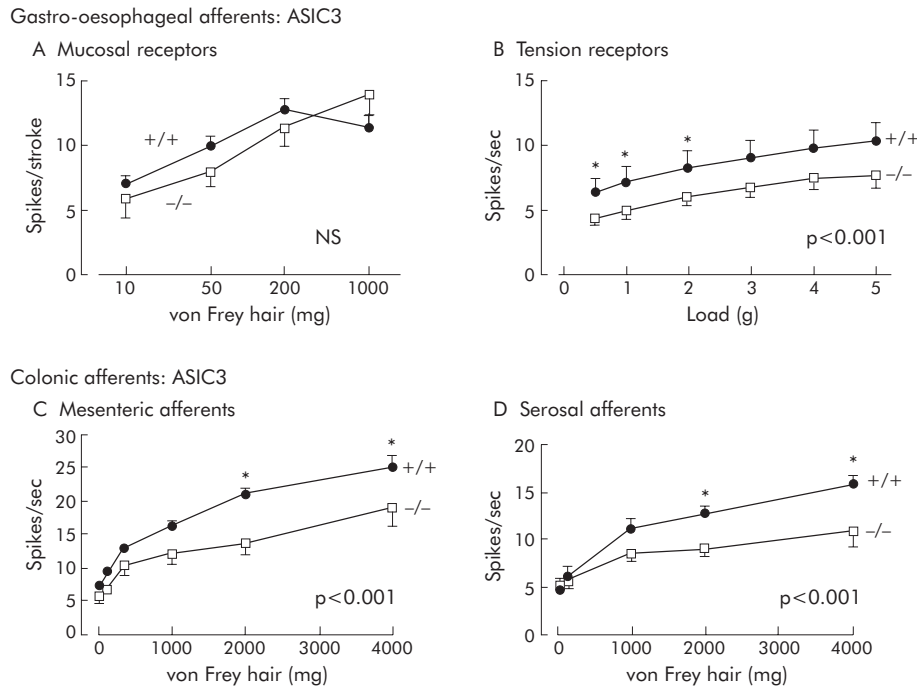 Gastro-oesophageal afferents: ASIC3
A Mucosal receptors
15
10
5
0
Spikes/stroke
+/+
–/–
NS
10 50 200 1000
von Frey hair (mg)
B Tension receptors
15
10
5
0
Spikes/sec
* * *
+/+
–/–
p<0.001
0 1 2 3 4 5
Load (g)
Colonic afferents: ASIC3
C Mesenteric afferents
30
25
20
15
10
5
0
Spikes/sec
* *
+/+
–/–
p<0.001
0 1000 2000 3000 4000
von Frey hair (mg)
D Serosal afferents
20
15
10
5
0
Spikes/sec
* *
+/+
–/–
p<0.001
0 1000 2000 3000 4000
von Frey hair (mg)